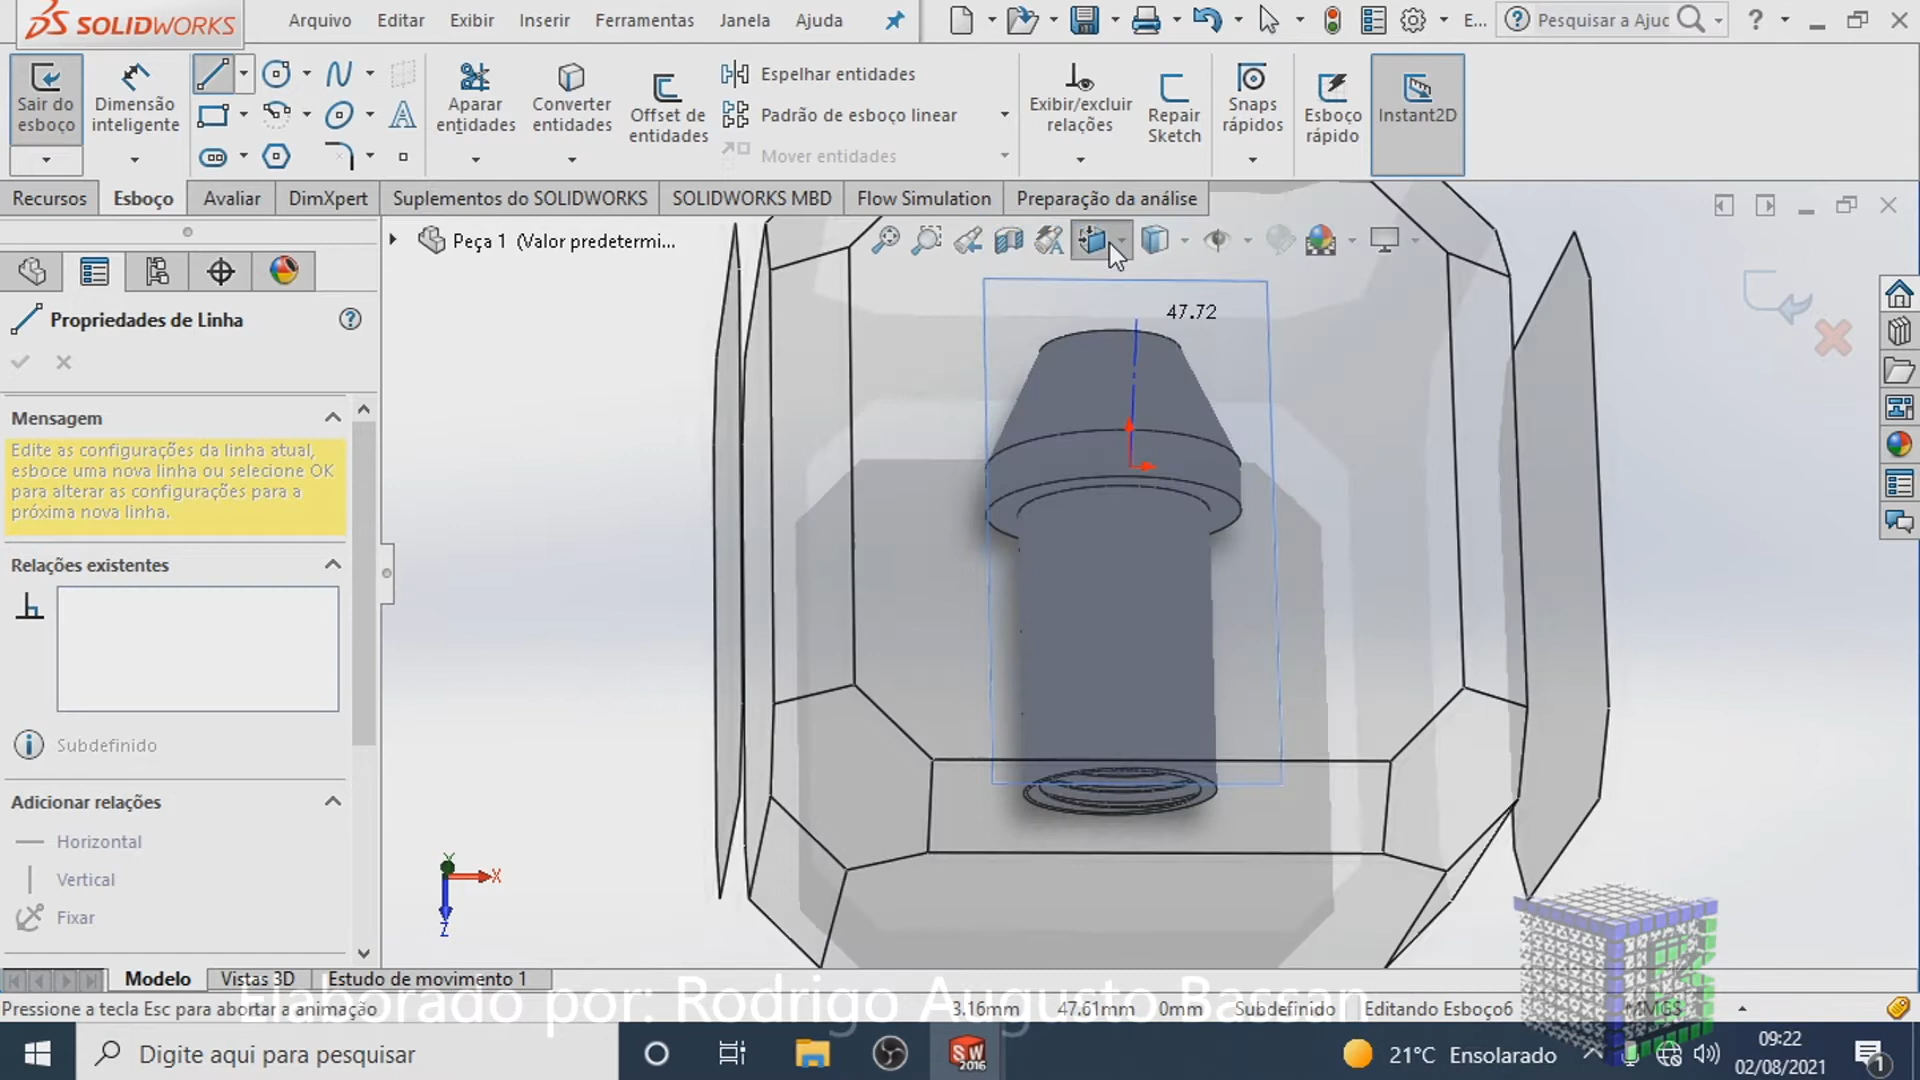 SOLIDWORKS
Arquivo Editar Exibir Inserir Ferramentas Janela Ajuda
E... Pesquisar a Ajuc
Sair do esboço
Dimensão inteligente
Aparar entidades
Converter entidades
Offset de entidades
Espelhar entidades
Padrão de esboço linear
Mover entidades
Exibir/excluir relações
Repair Sketch
Snaps rápidos
Esboço rápido
Instant2D
Recursos Esboço Avaliar DimXpert Suplementos do SOLIDWORKS SOLIDWORKS MBD Flow Simulation Preparação da análise
Peça 1 (Valor predetermi...
Propriedades de Linha
Mensagem
Edite as configurações da linha atual,
esboce uma nova linha ou selecione OK
para alterar as configurações para a
próxima nova linha.
Relações existentes
Subdefinido
Adicionar relações
Horizontal
Vertical
Fixar
47.72
Y
X
Z
Modelo Vistas 3D Estudo de movimento 1
Pressione a tecla Esc para abortar a animação
Elaborado por: Rodrigo Augusto Bassan
3.16mm 47.61mm 0mm Subdefinido Editando Esboço6 MMGS
Digite aqui para pesquisar
SW
2016
21°C Ensolarado
09:22
02/08/2021
1